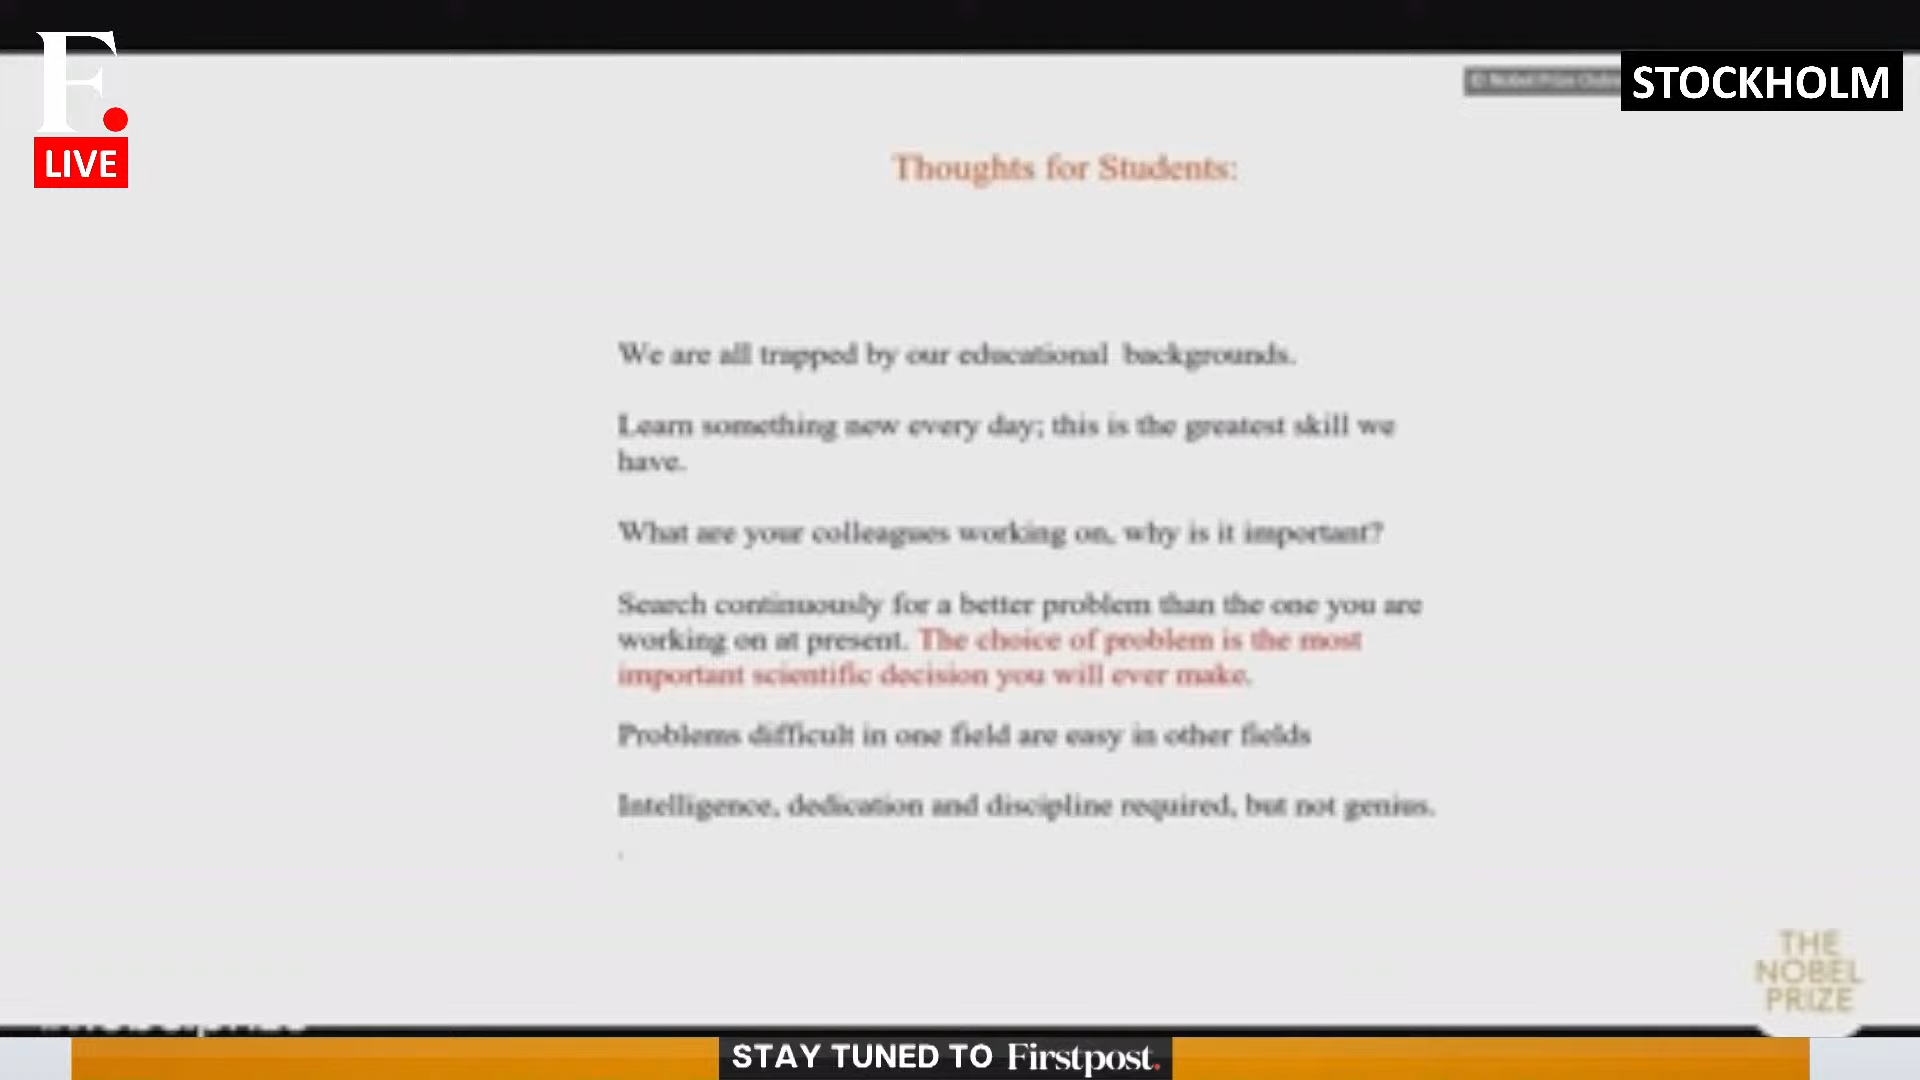 F.
LIVE
STOCKHOLM
Thoughts for Students:
We are all trapped by our educational backgrounds.
Learn something new every day; this is the greatest skill we
have.
What are your colleagues working on, why is it important?
Search continuously for a better problem than the one you are
working on at present. The choice of problem is the most
important scientific decision you will ever make.
Problems difficult in one field are easy in other fields
Intelligence, dedication and discipline required, but not genius.
.
THE
NOBEL
PRIZE
STAY TUNED TO Firstpost.